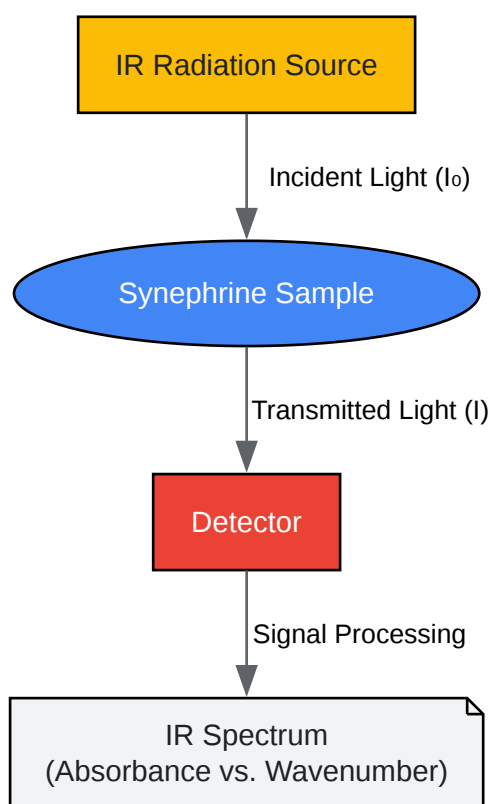 IR Radiation Source
Incident Light (I₀)
Synephrine Sample
Transmitted Light (I)
Detector
Signal Processing
IR Spectrum
(Absorbance vs. Wavenumber)